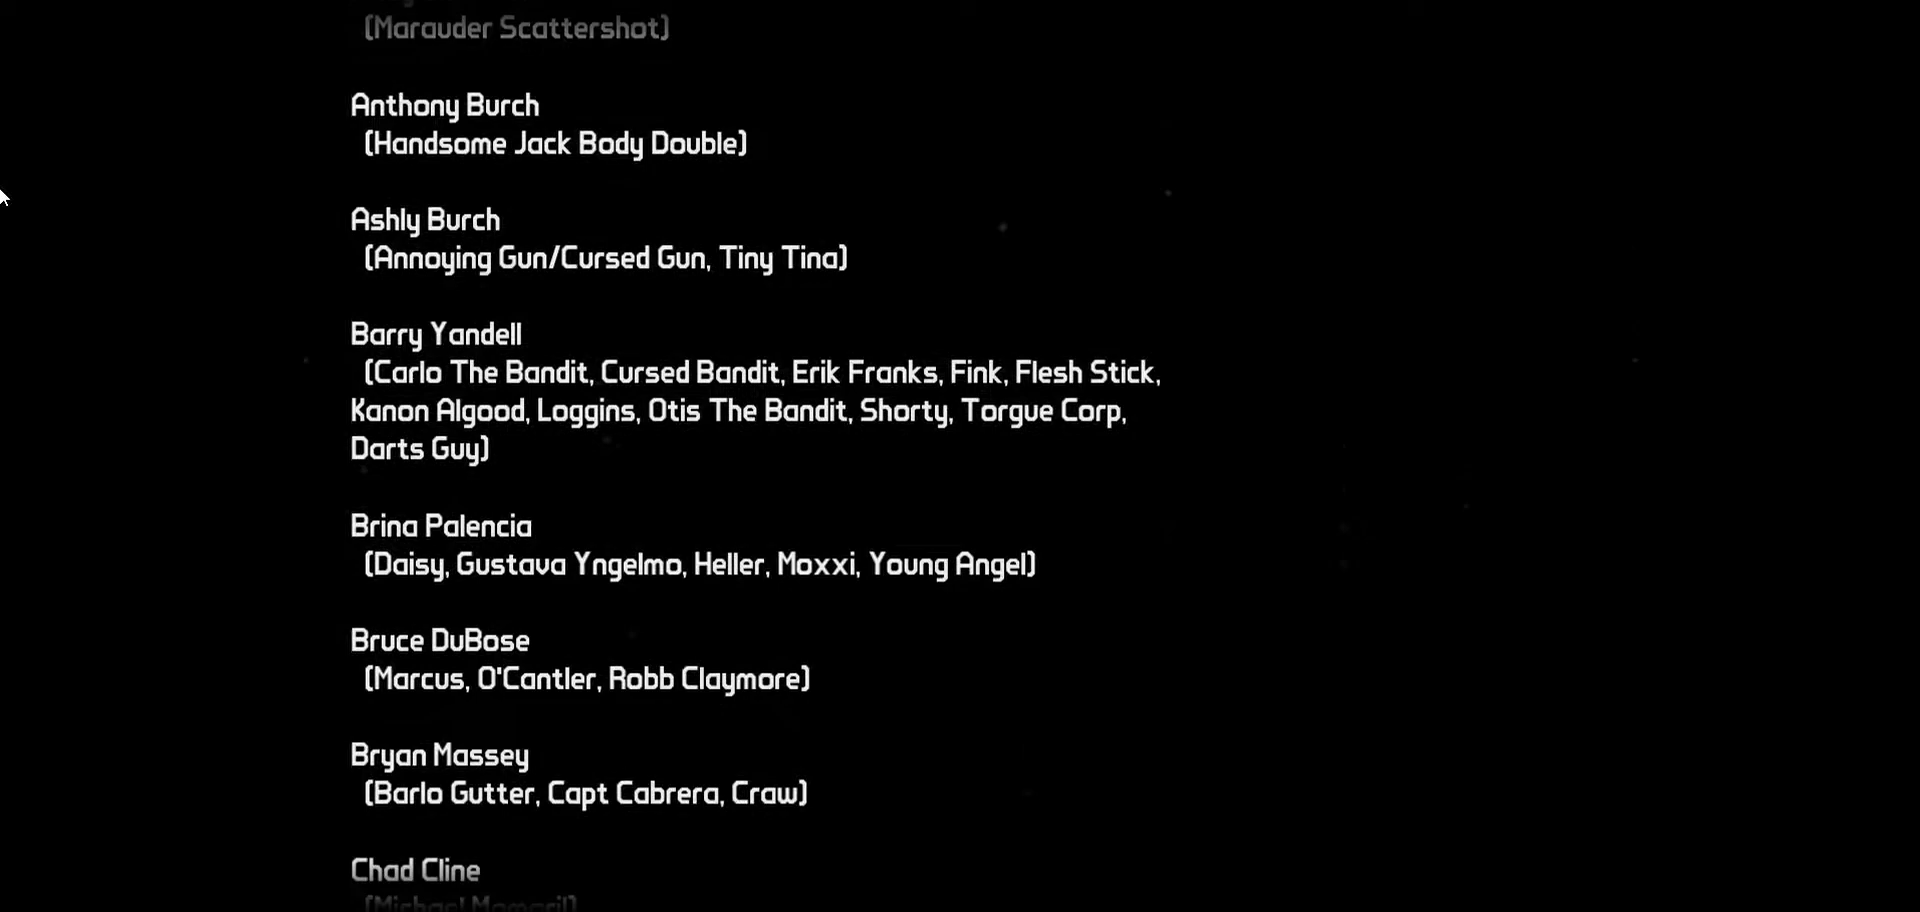 (Marauder Scattershot)
Anthony Burch
(Handsome Jack Body Double)
Ashly Burch
(Annoying Gun/Cursed Gun, Tiny Tina)
Barry Yandell
(Carlo The Bandit, Cursed Bandit, Erik Franks, Fink, Flesh Stick,
Kanon Algood, Loggins, Otis The Bandit, Shorty, Torgue Corp,
Darts Guy)
Brina Palencia
(Daisy, Gustava Yngelmo, Heller, Moxxi, Young Angel)
Bruce DuBose
(Marcus, O'Cantler, Robb Claymore)
Bryan Massey
(Barlo Gutter, Capt Cabrera, Craw)
Chad Cline
(Michael Mamaril)